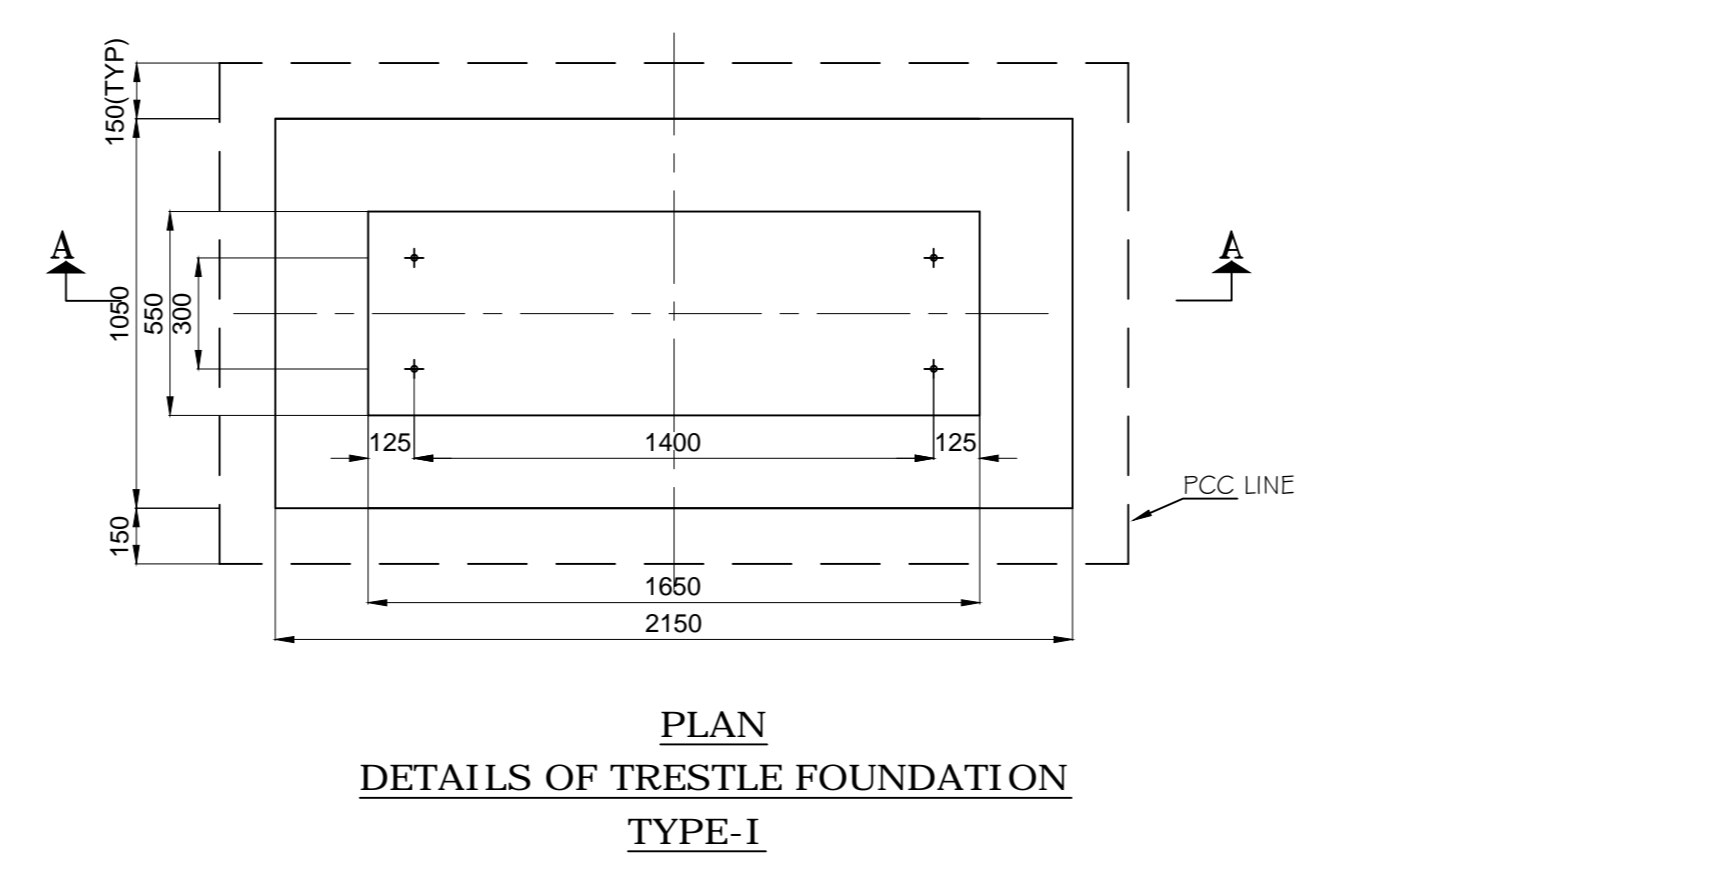 150(TYP)
A
A
1050
550
300
125
1400
125
PCC LINE
150
1650
2150
PLAN
DETAILS OF TRESTLE FOUNDATION
TYPE-I